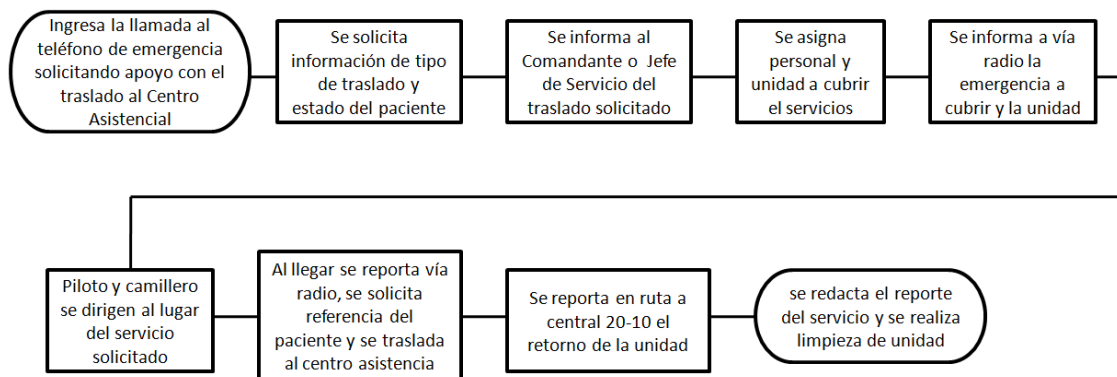 Ingresa la llamada al
teléfono de emergencia
solicitando apoyo con el
traslado al Centro
Asistencial
Se solicita
información de tipo
de traslado y
estado del paciente
Se informa al
Comandante o Jefe
de Servicio del
traslado solicitado
Se asigna
personal y
unidad a cubrir
el servicios
Se informa a vía
radio la
emergencia a
cubrir y la unidad
Piloto y camillero
se dirigen al lugar
del servicio
solicitado
Al llegar se reporta vía
radio, se solicita
referencia del
paciente y se traslada
al centro asistencia
Se reporta en ruta a
central 20-10 el
retorno de la unidad
se redacta el reporte
del servicio y se realiza
limpieza de unidad